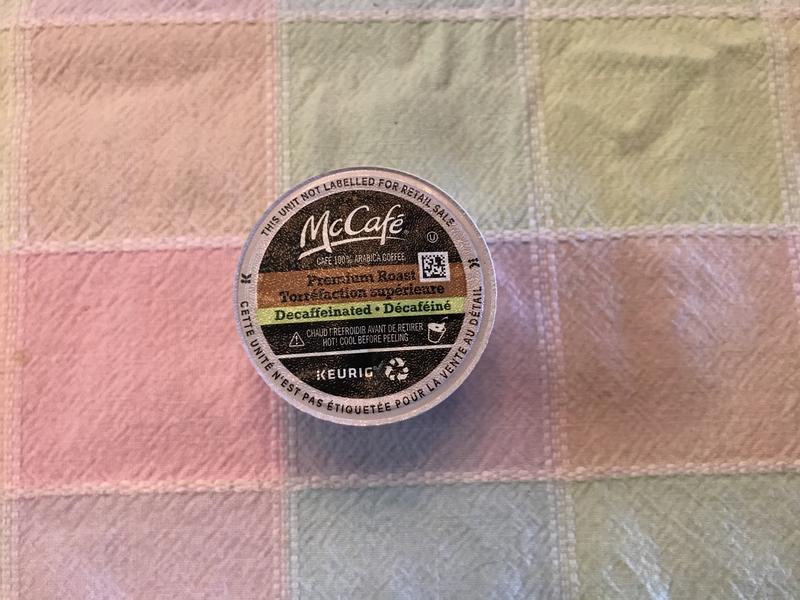 THIS UNIT NOT LABELLED FOR RETAIL SALE
McCafé
CAFÉ 100% ARABICA COFFEE
Premium Roast
Torréfaction supérieure
Decaffeinated • Décaféiné
CHAUD ! REFROIDIR AVANT DE RETIRER
HOT! COOL BEFORE PEELING
KEURIG
CETTE UNITÉ N'EST PAS ÉTIQUETÉE POUR LA VENTE AU DÉTAIL